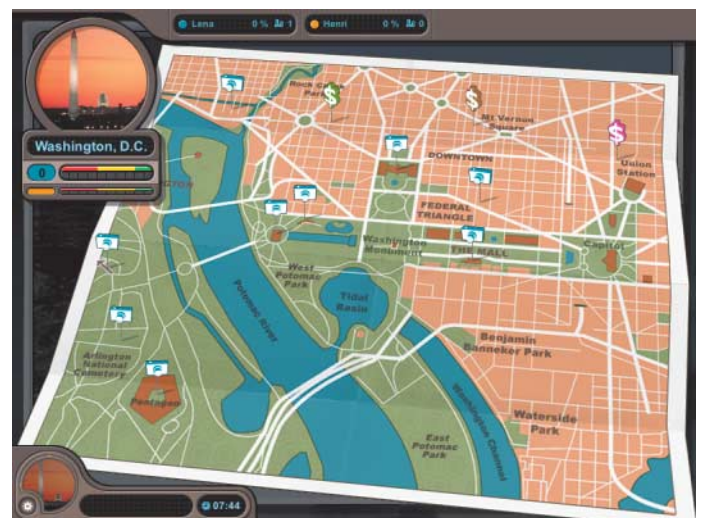 Lena 0 % 1
Henri 0 % 0
Washington, D.C.
0
Rock Creek
Park
Mt Vernon
Square
Union
Station
DOWNTOWN
FEDERAL
TRIANGLE
Washington
Monument
THE MALL
Capitol
West
Potomac
Park
Tidal
Basin
Potomac River
Benjamin
Banneker Park
Arlington
National
Cemetery
Pentagon
Washington Channel
Waterside
Park
East
Potomac
Park
07:44